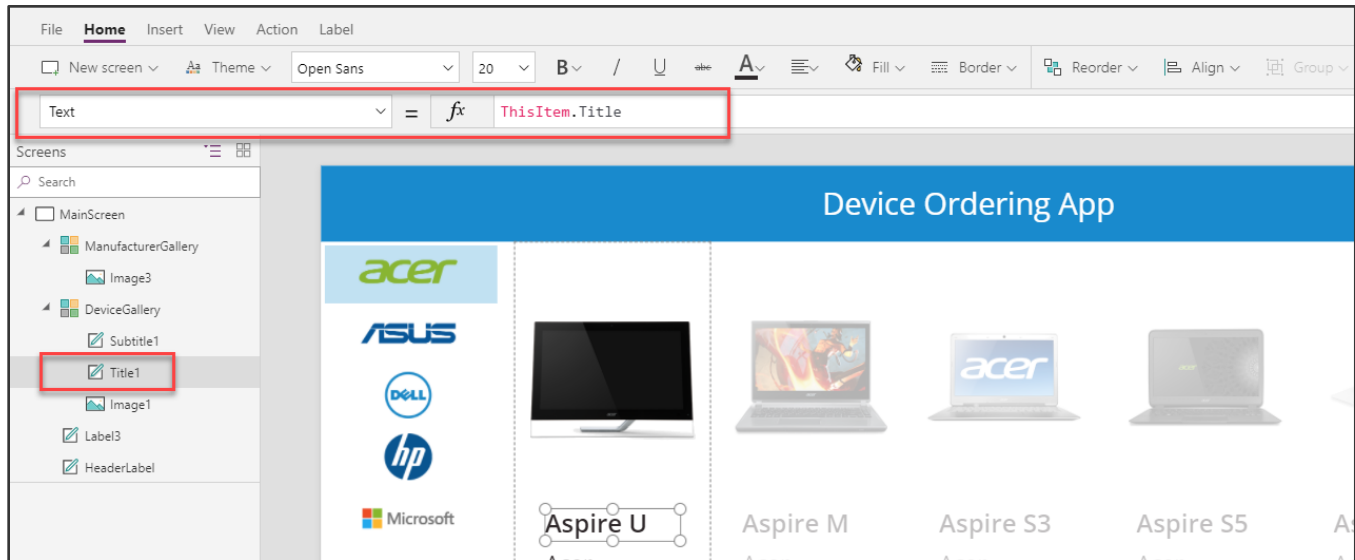 File Home Insert View Action Label
New screen Theme Open Sans 20 B / U abc A Fill Border Reorder Align Group
Text = fx ThisItem.Title
Screens
Search
MainScreen
ManufacturerGallery
Image3
DeviceGallery
Subtitle1
Title1
Image1
Label3
HeaderLabel
Device Ordering App
acer
ASUS
DELL
hp
Microsoft
acer
Aspire U Aspire M Aspire S3 Aspire S5